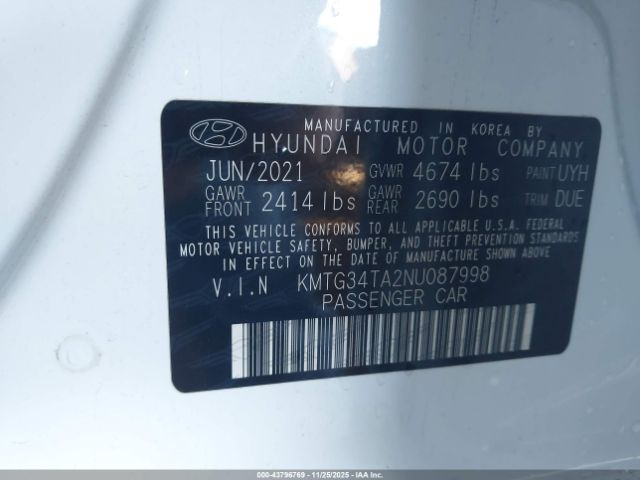 MANUFACTURED IN KOREA BY
HYUNDAI MOTOR COMPANY
JUN/2021 GVWR 4674 lbs PAINT UYH
GAWR FRONT 2414 lbs GAWR REAR 2690 lbs TRIM DUE
THIS VEHICLE CONFORMS TO ALL APPLICABLE U.S.A. FEDERAL
MOTOR VEHICLE SAFETY, BUMPER, AND THEFT PREVENTION
STANDARDS IN EFFECT ON THE DATE OF MANUFACTURE SHOWN ABOVE.
V.I.N KMTG34TA2NU087998
PASSENGER CAR
000-43796769 - 11/25/2025 - IAA Inc.